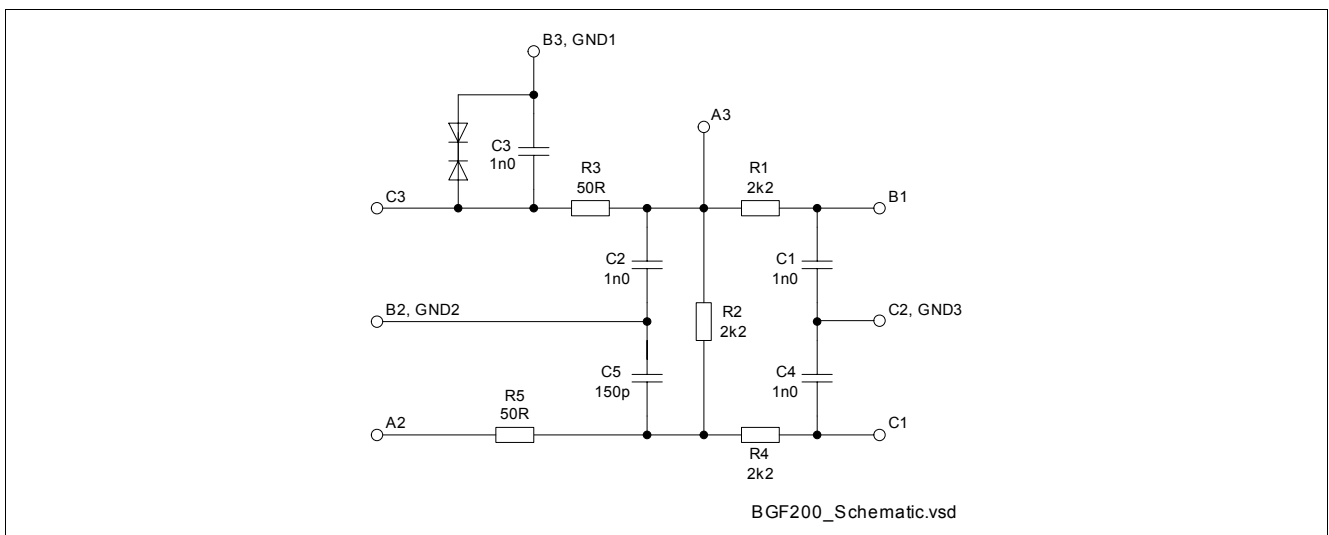 B3, GND1
A3
C3
1n0
R3
50R
R1
2k2
C3
B1
C2
1n0
C1
1n0
B2, GND2
R2
2k2
C2, GND3
C5
150p
C4
1n0
R5
50R
A2
C1
R4
2k2
BGF200_Schematic.vsd